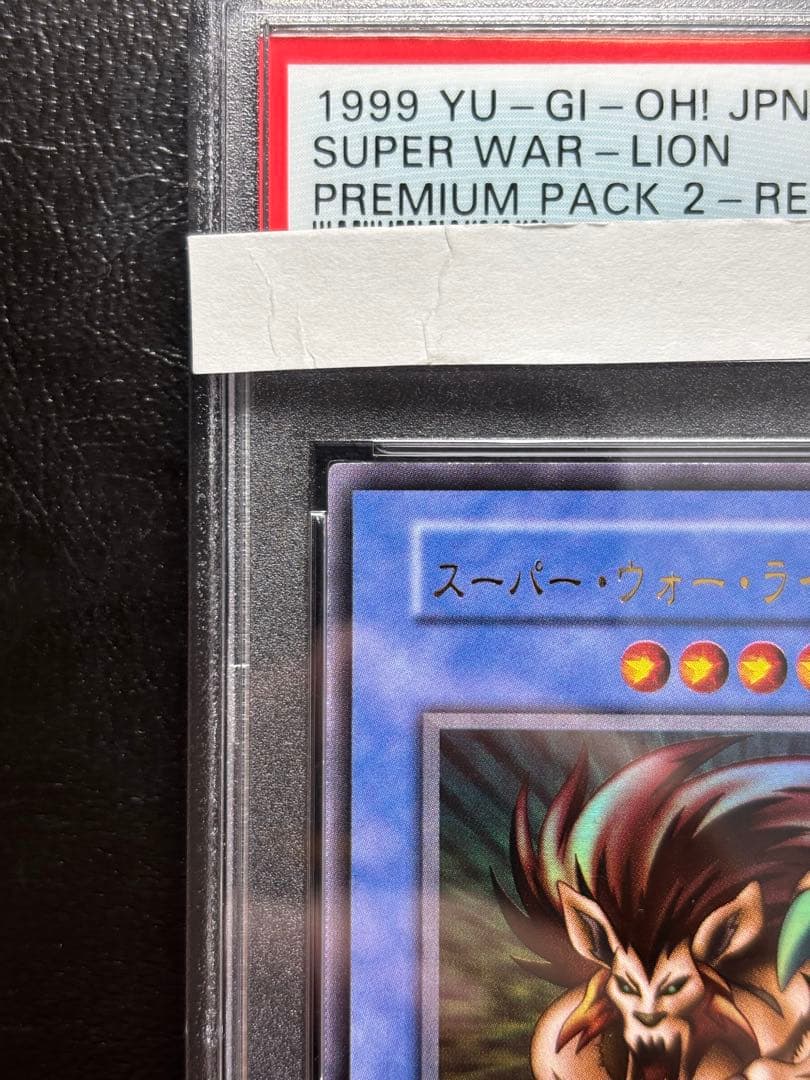 1999 YU-GI-OH! JPN
SUPER WAR-LION
PREMIUM PACK 2-RE
スーパー・ウォー・ラ